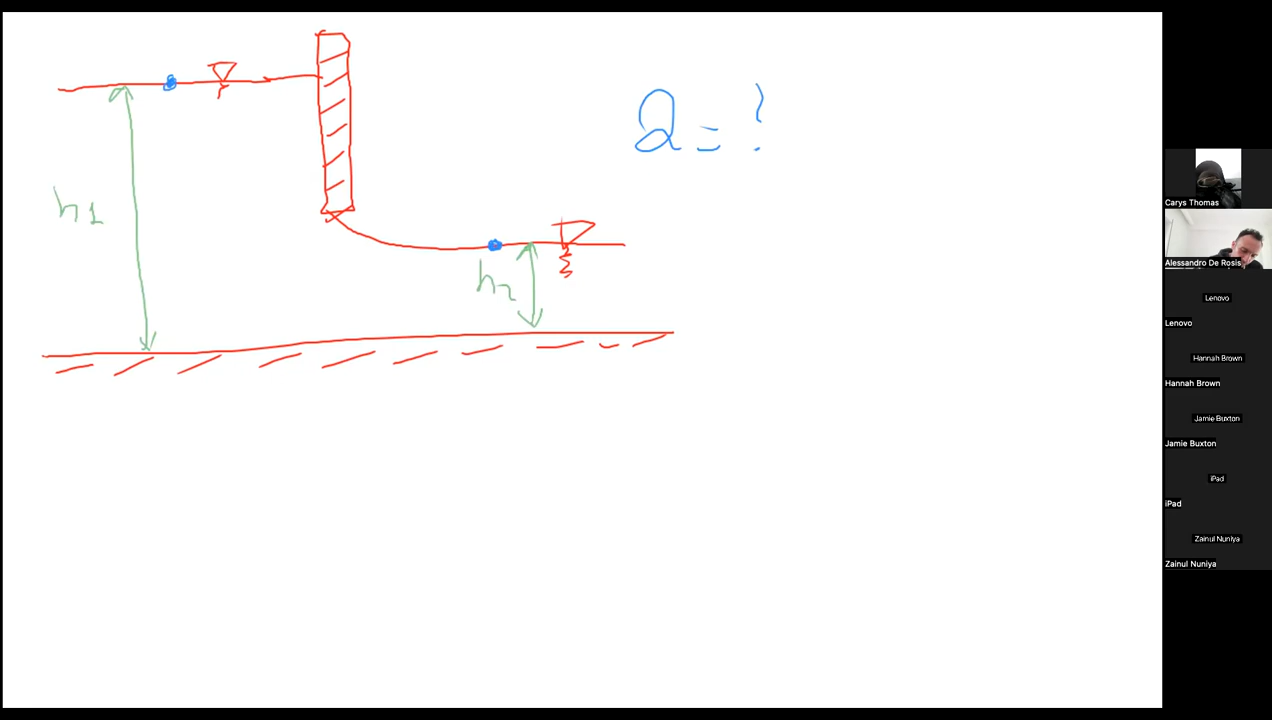 Q = ?
h1
h2
Carys Thomas
Alessandro De Rosis
Lenovo
Lenovo
Hannah Brown
Hannah Brown
Jamie Buxton
Jamie Buxton
iPad
iPad
Zainul Nuniya
Zainul Nuniya